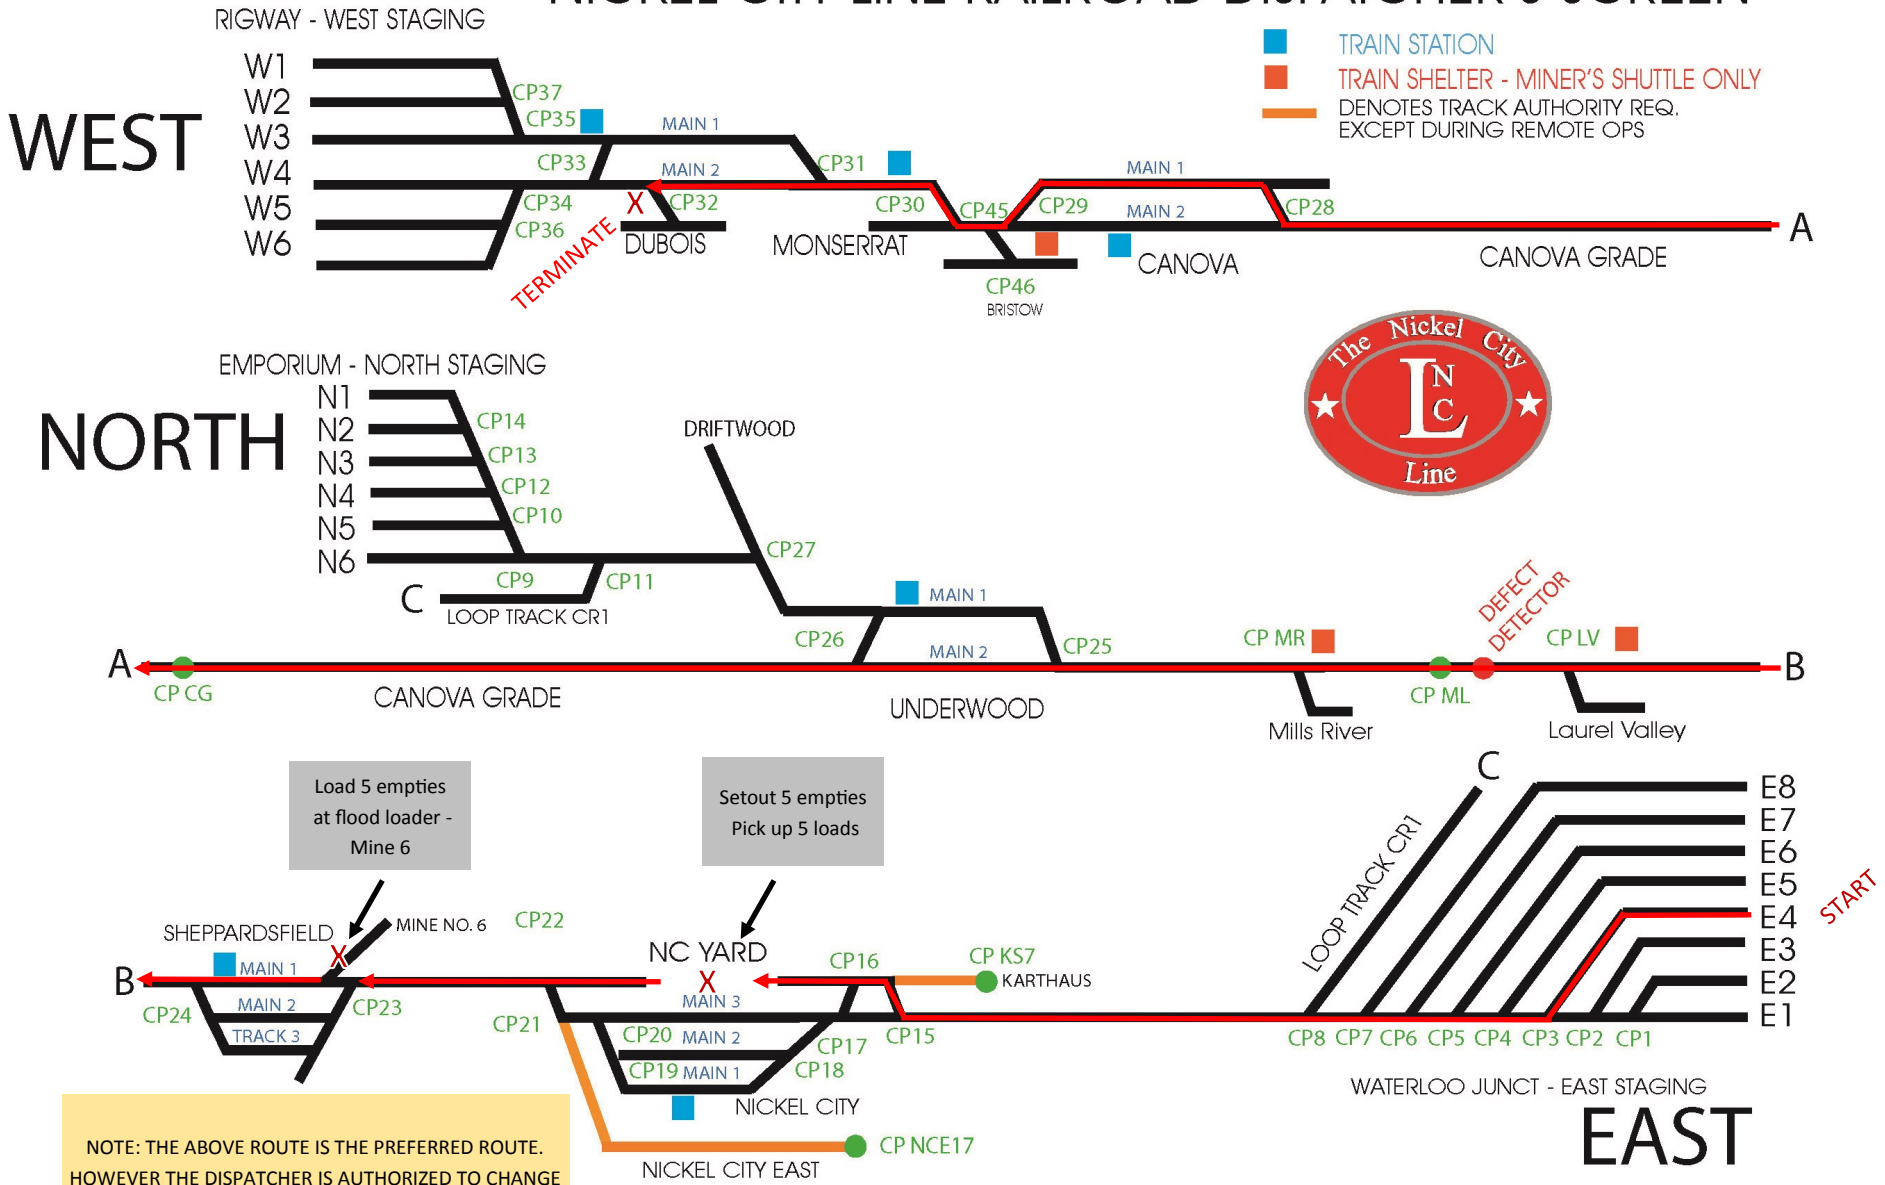 NICKEL CITY LINE RAILROAD DISPATCHER'S SCREEN
RIGWAY - WEST STAGING
TRAIN STATION
TRAIN SHELTER - MINER'S SHUTTLE ONLY
DENOTES TRACK AUTHORITY REQ.
EXCEPT DURING REMOTE OPS
WEST
W1
W2
W3
W4
W5
W6
CP37
CP35
CP33
CP34
CP36
MAIN 1
MAIN 2
CP31
CP32
DUBOIS
TERMINATE
X
MONSERRAT
CP30
CP45
CP29
MAIN 1
MAIN 2
CP28
CP46
BRISTOW
CANOVA
CANOVA GRADE
A
The Nickel City
L
N
C
Line
EMPORIUM - NORTH STAGING
NORTH
N1
N2
N3
N4
N5
N6
CP14
CP13
CP12
CP10
CP9
CP11
C
LOOP TRACK CR1
DRIFTWOOD
CP27
CP26
MAIN 1
MAIN 2
CP25
CP MR
DEFECT
DETECTOR
CP LV
A
B
CP CG
CANOVA GRADE
UNDERWOOD
CP ML
Mills River
Laurel Valley
Load 5 empties
at flood loader -
Mine 6
Setout 5 empties
Pick up 5 loads
SHEPPARDSFIELD
X
MINE NO. 6
CP22
NC YARD
X
CP16
CP KS7
KARTHAUS
B
MAIN 1
MAIN 2
TRACK 3
CP24
CP23
CP21
MAIN 3
CP20
MAIN 2
CP19
MAIN 1
CP17
CP18
CP15
NICKEL CITY
CP NCE17
NICKEL CITY EAST
C
LOOP TRACK CR1
E8
E7
E6
E5
E4
E3
E2
E1
START
CP8 CP7 CP6 CP5 CP4 CP3 CP2 CP1
WATERLOO JUNCT - EAST STAGING
EAST
NOTE: THE ABOVE ROUTE IS THE PREFERRED ROUTE.
HOWEVER THE DISPATCHER IS AUTHORIZED TO CHANGE